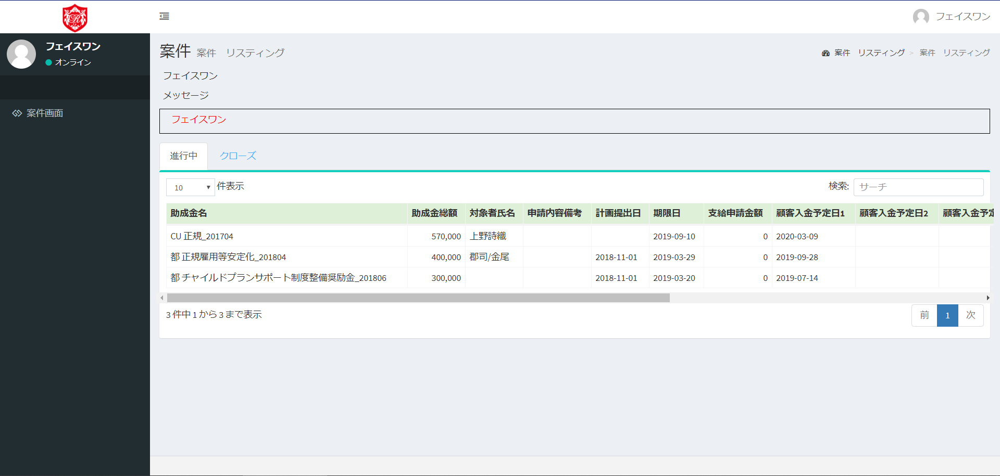 フェイスワン
フェイスワン
オンライン
案件画面
案件 案件 リスティング
案件 リスティング > 案件 リスティング
フェイスワン
メッセージ
フェイスワン
進行中 クローズ
10 件表示 検索: サーチ
助成金名 助成金総額 対象者氏名 申請内容備考 計画提出日 期限日 支給申請金額 顧客入金予定日1 顧客入金予定日2 顧客入金予定
CU 正規_201704 570,000 上野詩織 2019-09-10 0 2020-03-09
都 正規雇用等安定化_201804 400,000 郡司/金尾 2018-11-01 2019-03-29 0 2019-09-28
都 チャイルドプランサポート制度整備奨励金_201806 300,000 2018-11-01 2019-03-20 0 2019-07-14
3 件中 1 から 3 まで表示 前 1 次